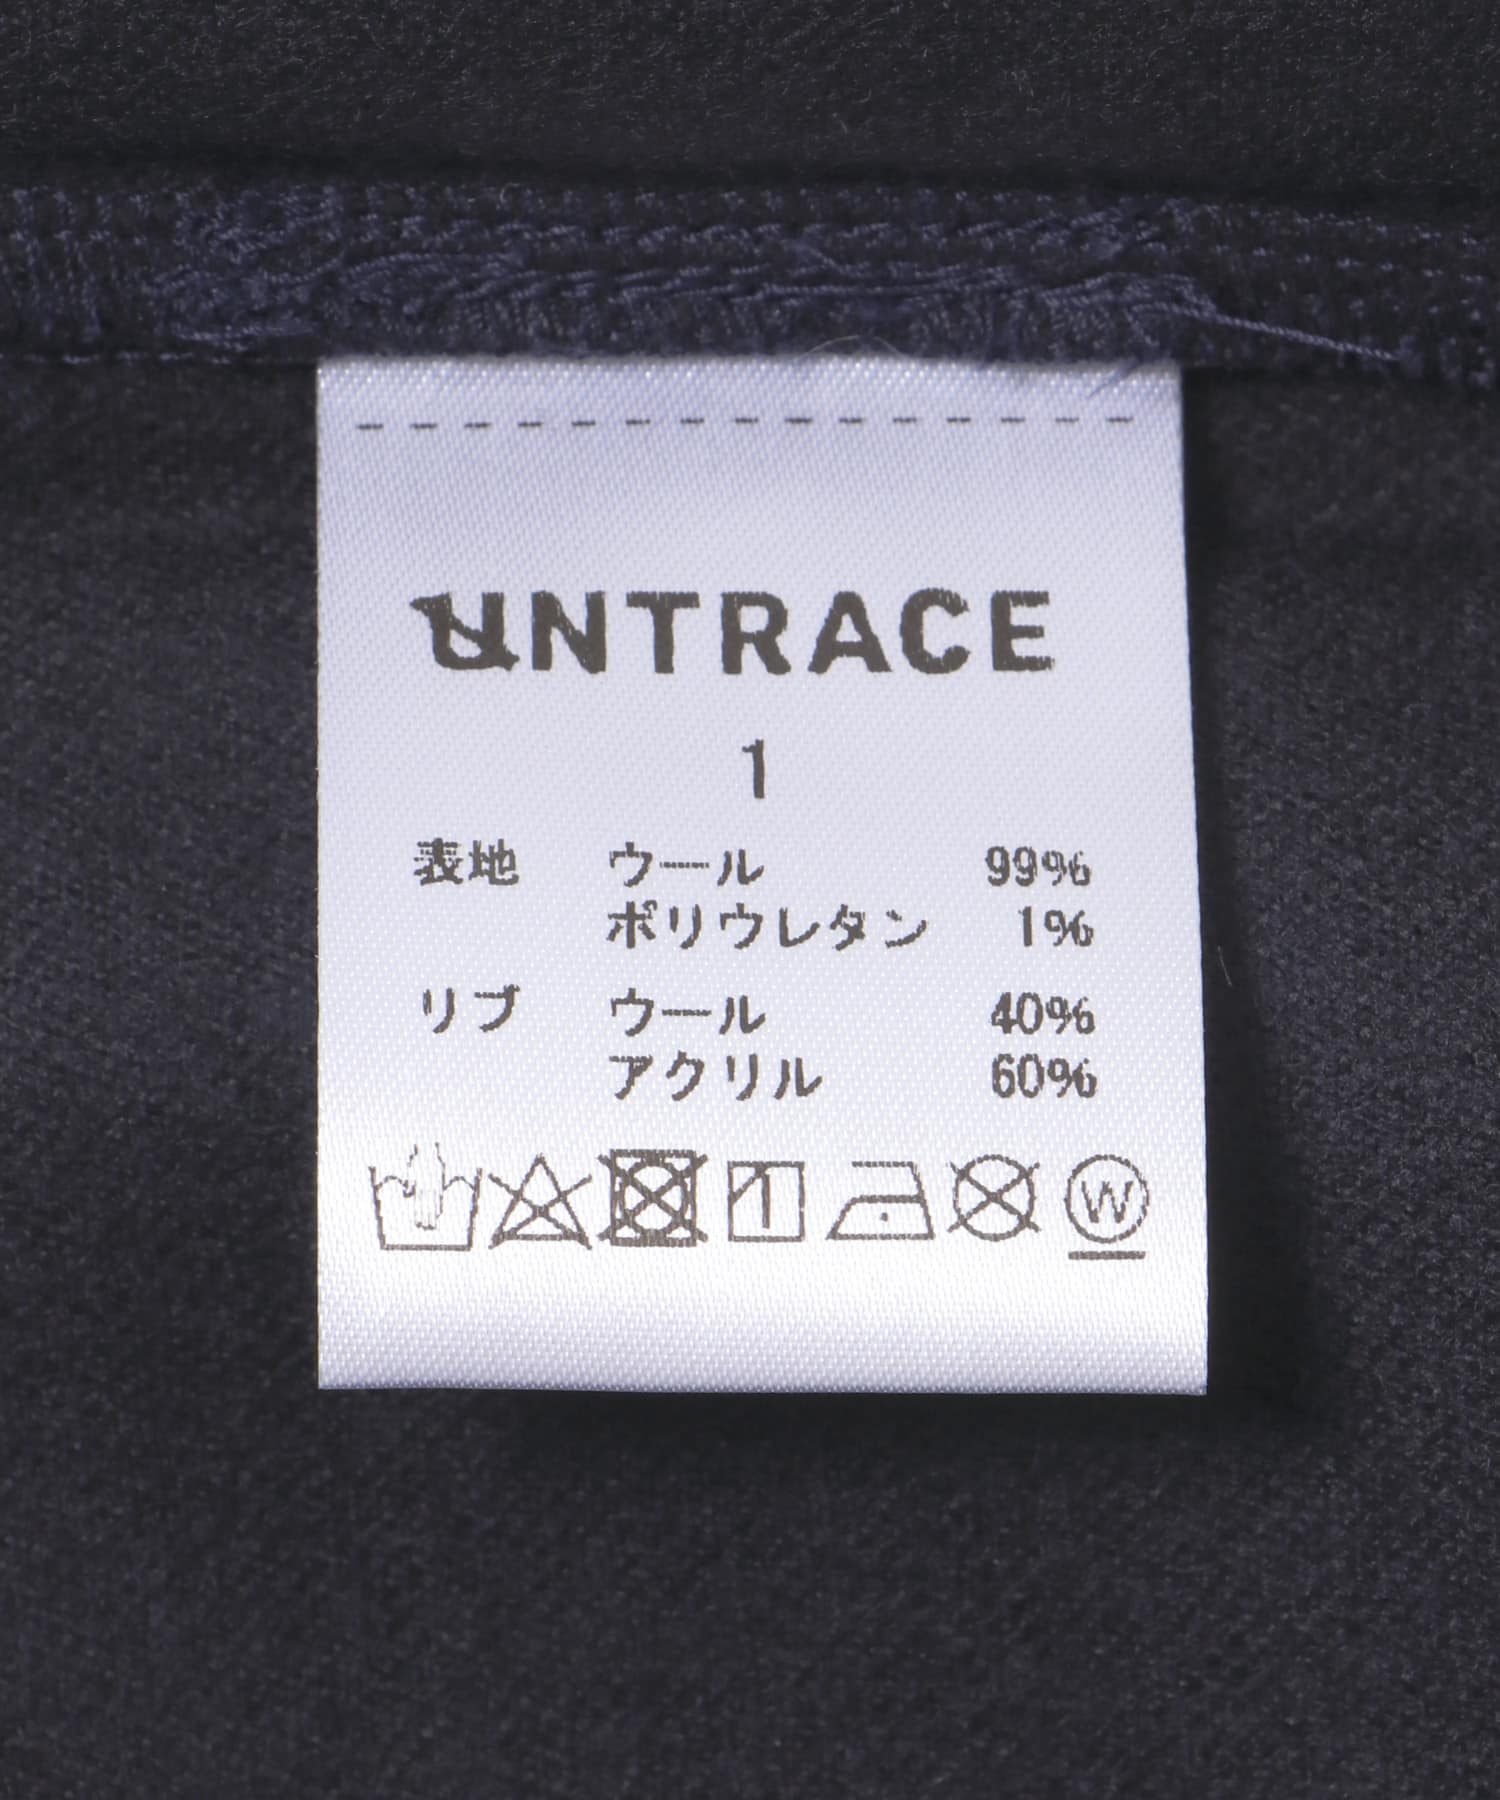 UNTRACE
1
表地 ウール 99%
ポリウレタン 1%
リブ ウール 40%
アクリル 60%
W